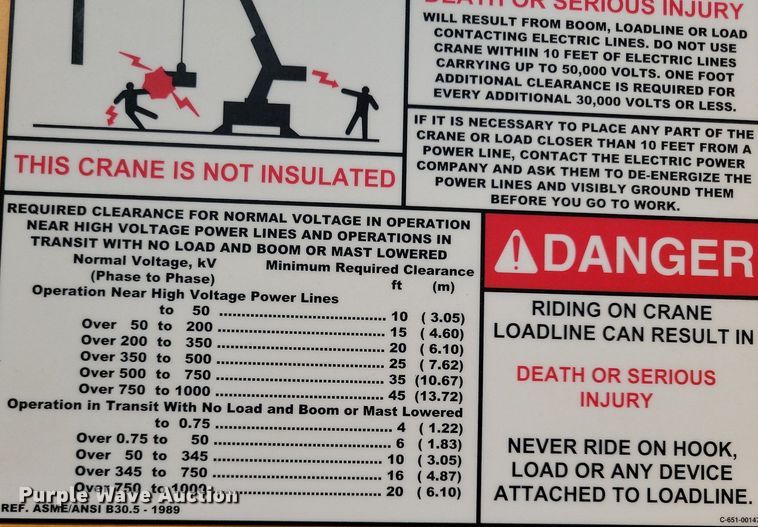 THIS CRANE IS NOT INSULATED
DEATH OR SERIOUS INJURY
WILL RESULT FROM BOOM, LOADLINE OR LOAD
CONTACTING ELECTRIC LINES. DO NOT USE
CRANE WITHIN 10 FEET OF ELECTRIC LINES
CARRYING UP TO 50,000 VOLTS. ONE FOOT
ADDITIONAL CLEARANCE IS REQUIRED FOR
EVERY ADDITIONAL 30,000 VOLTS OR LESS.
IF IT IS NECESSARY TO PLACE ANY PART OF THE
CRANE OR LOAD CLOSER THAN 10 FEET FROM A
POWER LINE, CONTACT THE ELECTRIC POWER
COMPANY AND ASK THEM TO DE-ENERGIZE THE
POWER LINES AND VISIBLY GROUND THEM
BEFORE YOU GO TO WORK.
REQUIRED CLEARANCE FOR NORMAL VOLTAGE IN OPERATION
NEAR HIGH VOLTAGE POWER LINES AND OPERATIONS IN
TRANSIT WITH NO LOAD AND BOOM OR MAST LOWERED
Normal Voltage, kV Minimum Required Clearance
(Phase to Phase) ft (m)
Operation Near High Voltage Power Lines
to 50 .......... 10 ( 3.05)
Over 50 to 200 .......... 15 ( 4.60)
Over 200 to 350 .......... 20 ( 6.10)
Over 350 to 500 .......... 25 ( 7.62)
Over 500 to 750 .......... 35 (10.67)
Over 750 to 1000 .......... 45 (13.72)
Operation in Transit With No Load and Boom or Mast Lowered
to 0.75 .......... 4 ( 1.22)
Over 0.75 to 50 .......... 6 ( 1.83)
Over 50 to 345 .......... 10 ( 3.05)
Over 345 to 750 .......... 16 ( 4.87)
Over 750 to 1000 .......... 20 ( 6.10)
REF. ASME/ANSI B30.5 - 1989
DANGER
RIDING ON CRANE
LOADLINE CAN RESULT IN
DEATH OR SERIOUS
INJURY
NEVER RIDE ON HOOK,
LOAD OR ANY DEVICE
ATTACHED TO LOADLINE.
C-651-00147
Purple Wave Auction